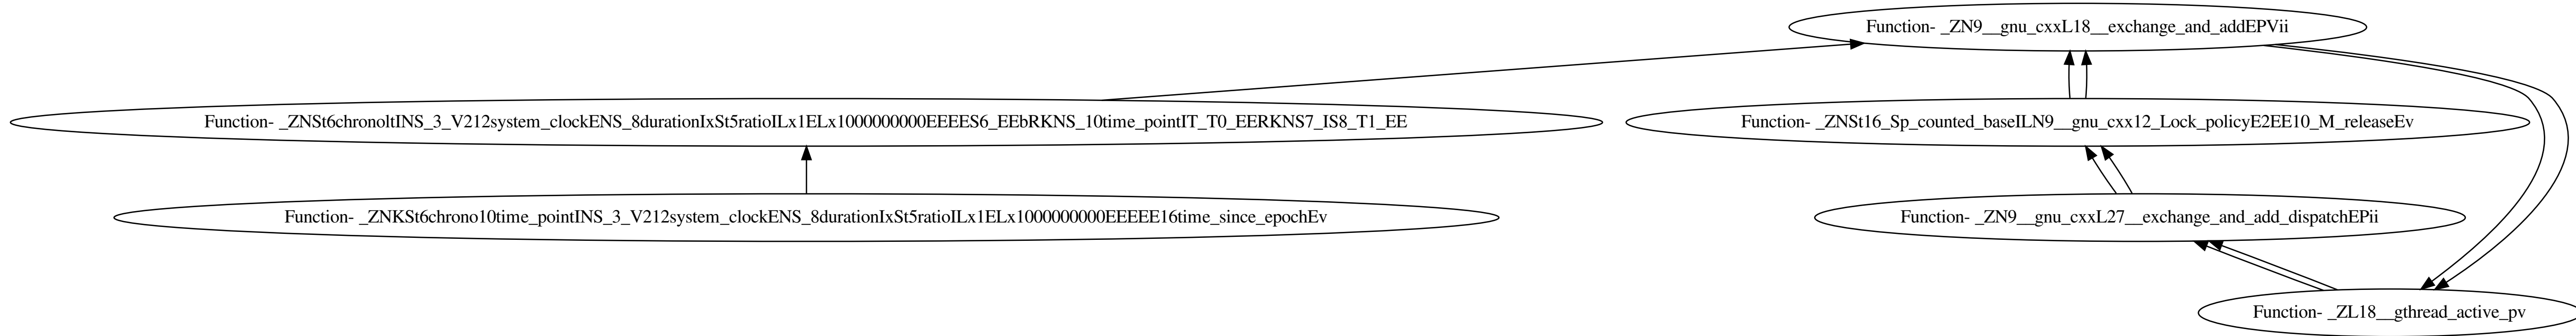 Function- _ZN9__gnu_cxxL18__exchange_and_addEPVii
Function- _ZNSt6chronoltINS_3_V212system_clockENS_8durationIxSt5ratioILx1ELx1000000000EEEES6_EEbRKNS_10time_pointIT_T0_EERKNS7_IS8_T1_EE
Function- _ZNSt16_Sp_counted_baseILN9__gnu_cxx12_Lock_policyE2EE10_M_releaseEv
Function- _ZNKSt6chrono10time_pointINS_3_V212system_clockENS_8durationIxSt5ratioILx1ELx1000000000EEEEE16time_since_epochEv
Function- _ZN9__gnu_cxxL27__exchange_and_add_dispatchEPii
Function- _ZL18__gthread_active_pv